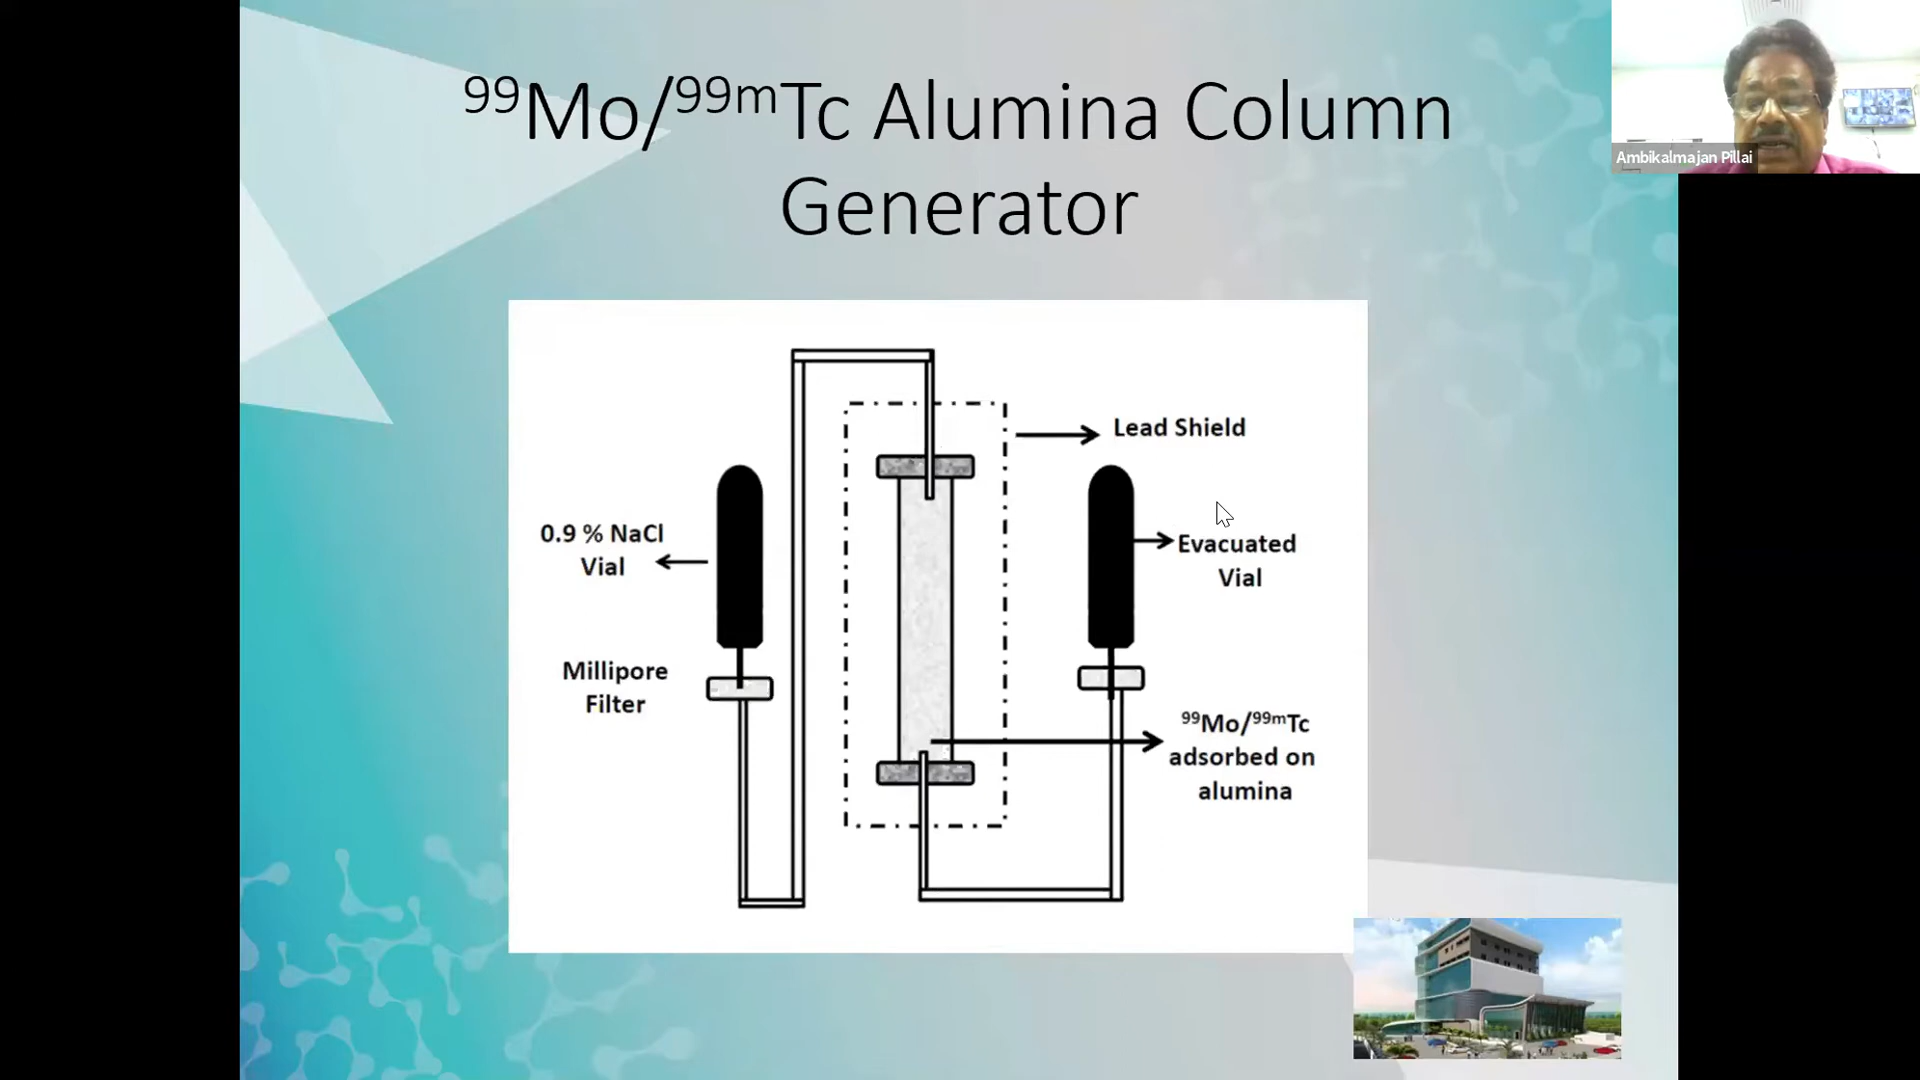 ⁹⁹Mo/⁹⁹ᵐTc Alumina Column
Generator
Ambikalmajan Pillai
Lead Shield
0.9 % NaCl
Vial
Evacuated
Vial
Millipore
Filter
⁹⁹Mo/⁹⁹ᵐTc
adsorbed on
alumina